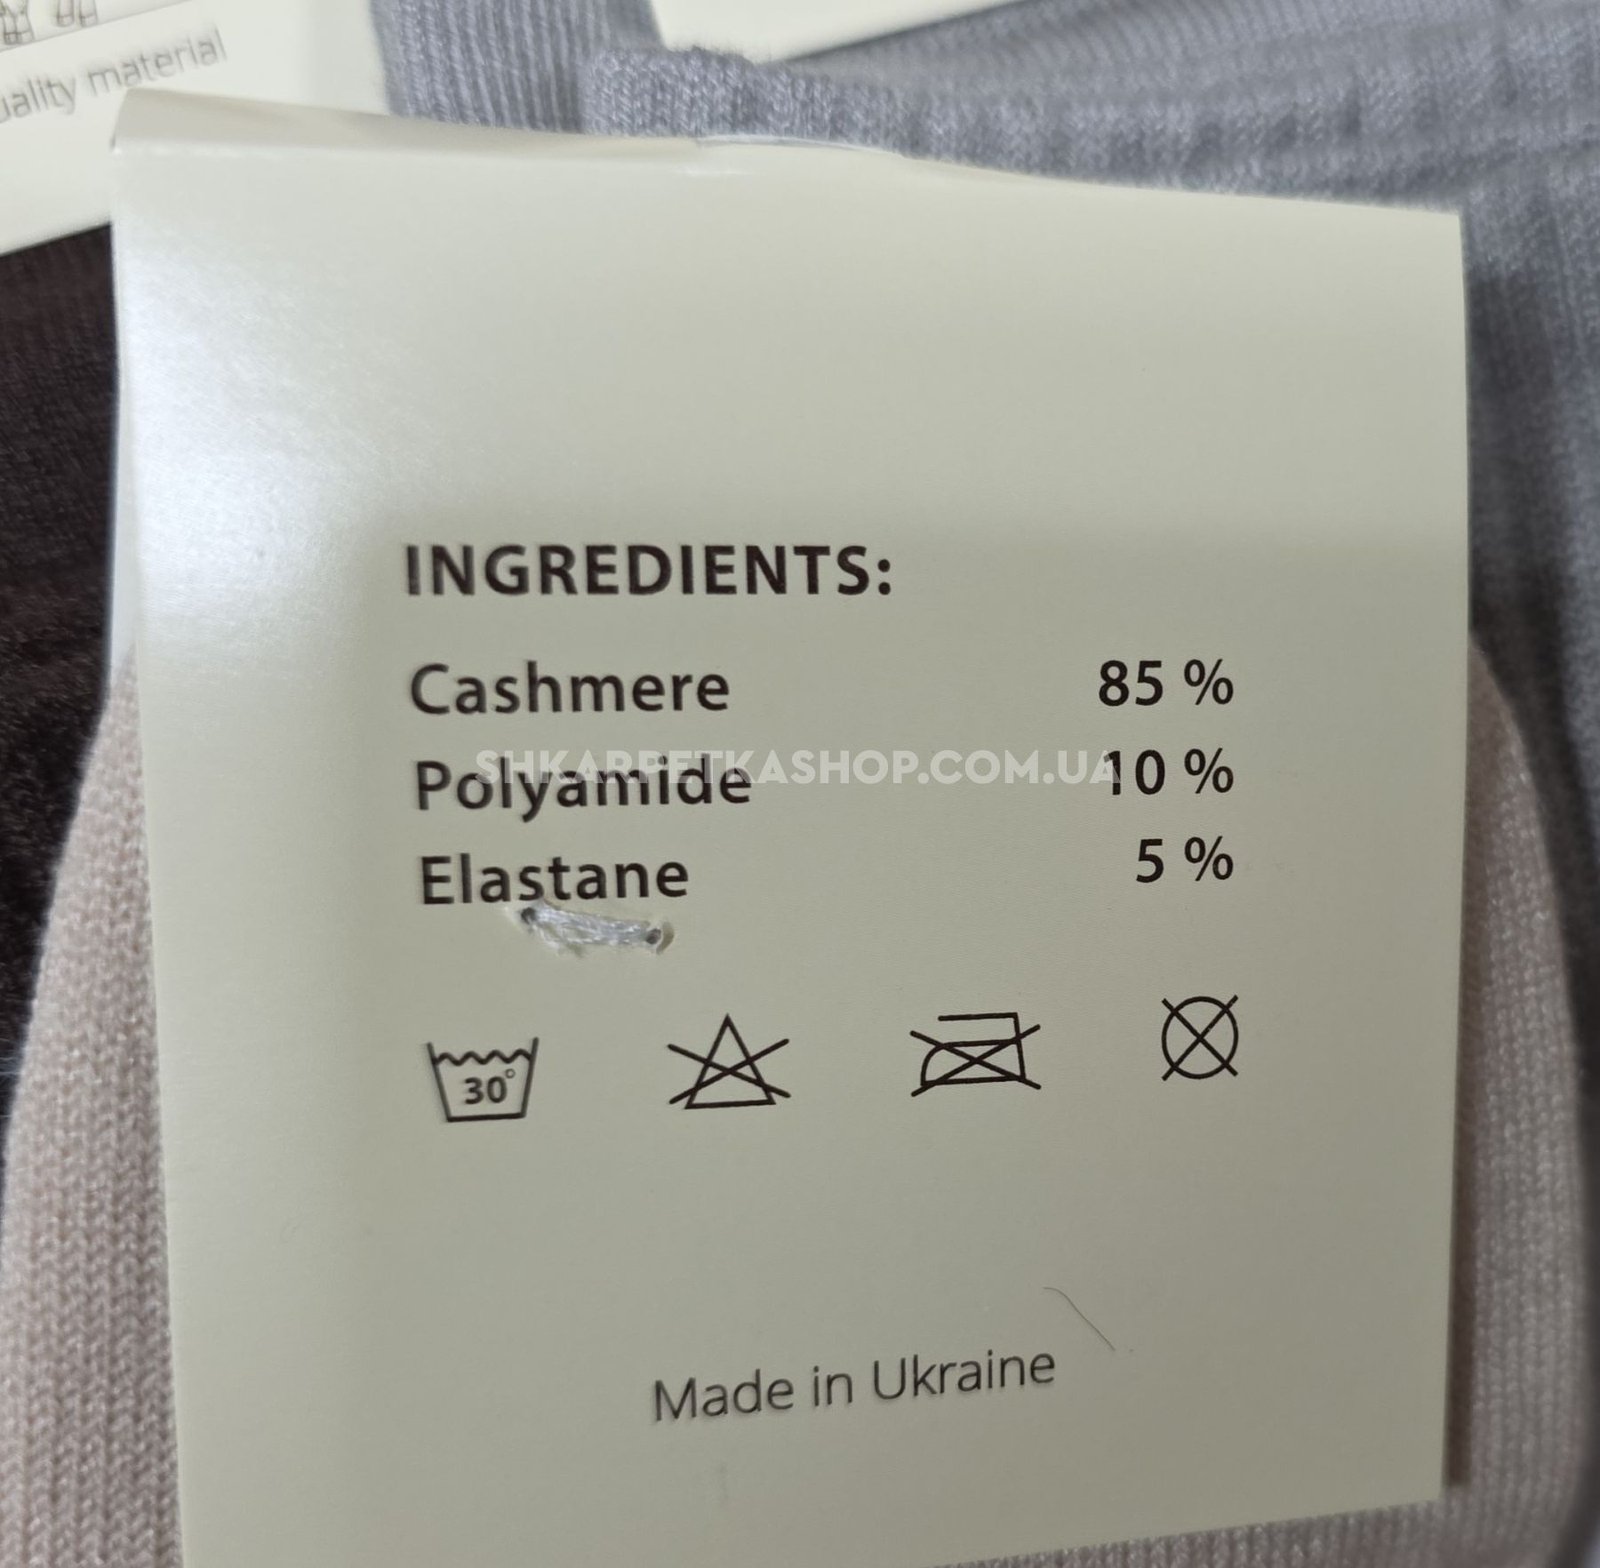 uality material
INGREDIENTS:
Cashmere 85 %
Polyamide 10 %
Elastane 5 %
SHKARPETKASHOP.COM.UA
30°
Made in Ukraine